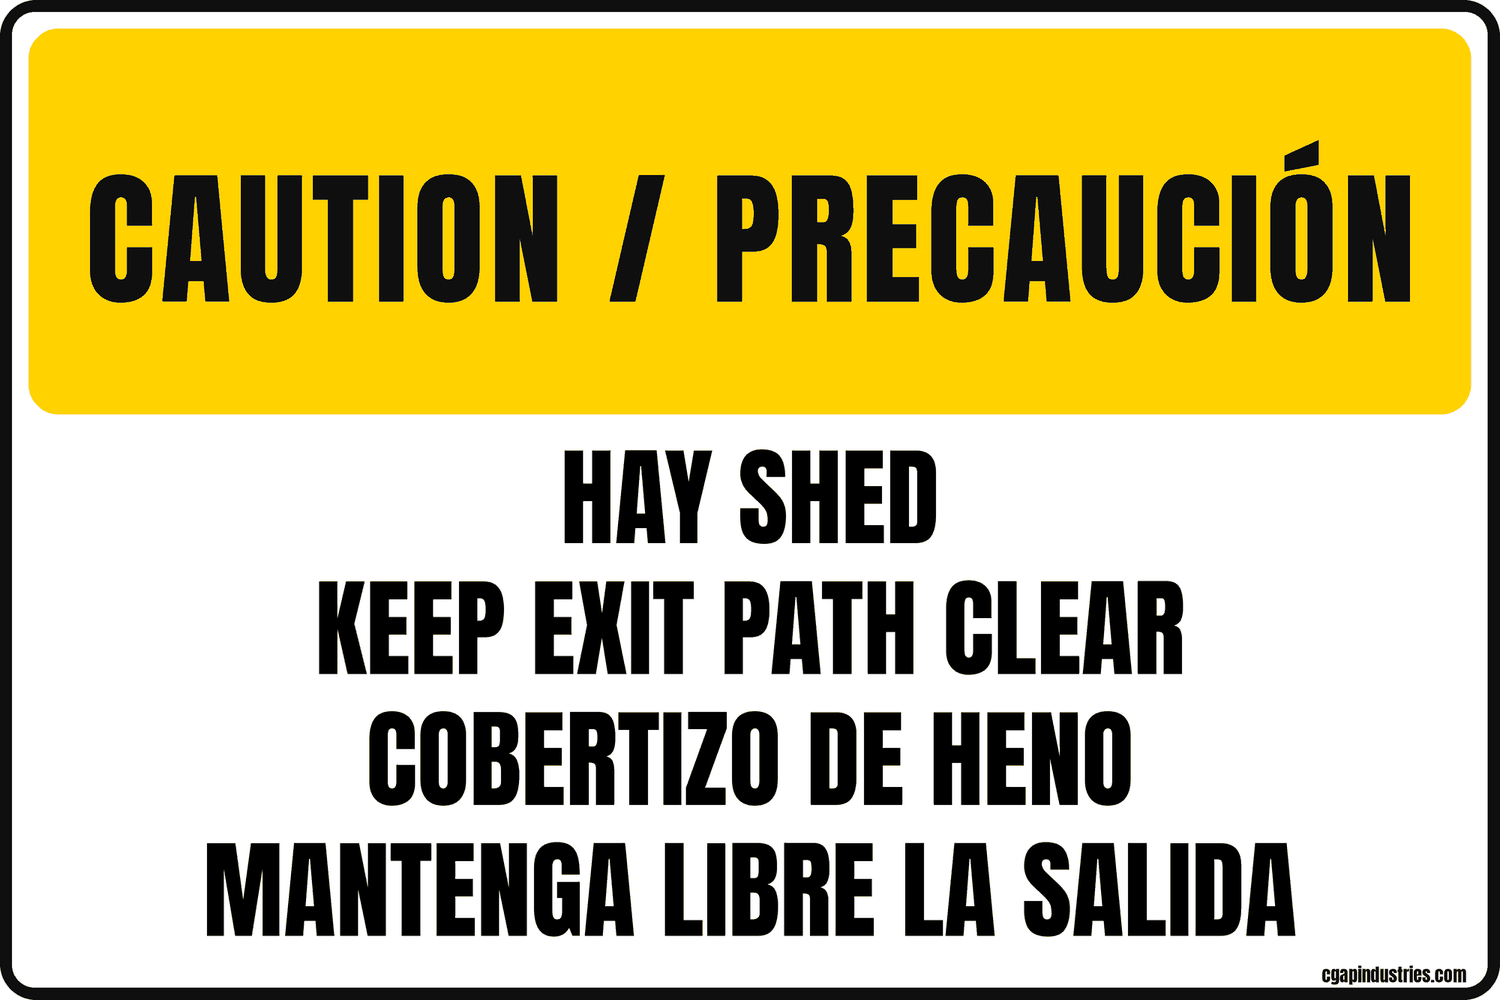 CAUTION / PRECAUCIÓN
HAY SHED
KEEP EXIT PATH CLEAR
COBERTIZO DE HENO
MANTENGA LIBRE LA SALIDA
cgapindustries.com